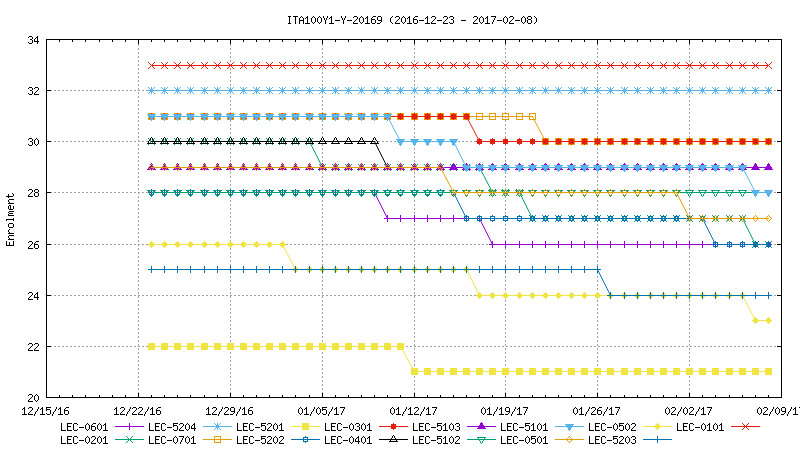 ITA100Y1-Y-20169 (2016-12-23 - 2017-02-08)
34
32
30
28
26
24
22
20
Enrolment
12/15/16 12/22/16 12/29/16 01/05/17 01/12/17 01/19/17 01/26/17 02/02/17 02/09/17
LEC-0601 LEC-5204 LEC-5201 LEC-0301 LEC-5103 LEC-5101 LEC-0502 LEC-0101
LEC-0201 LEC-0701 LEC-5202 LEC-0401 LEC-5102 LEC-0501 LEC-5203